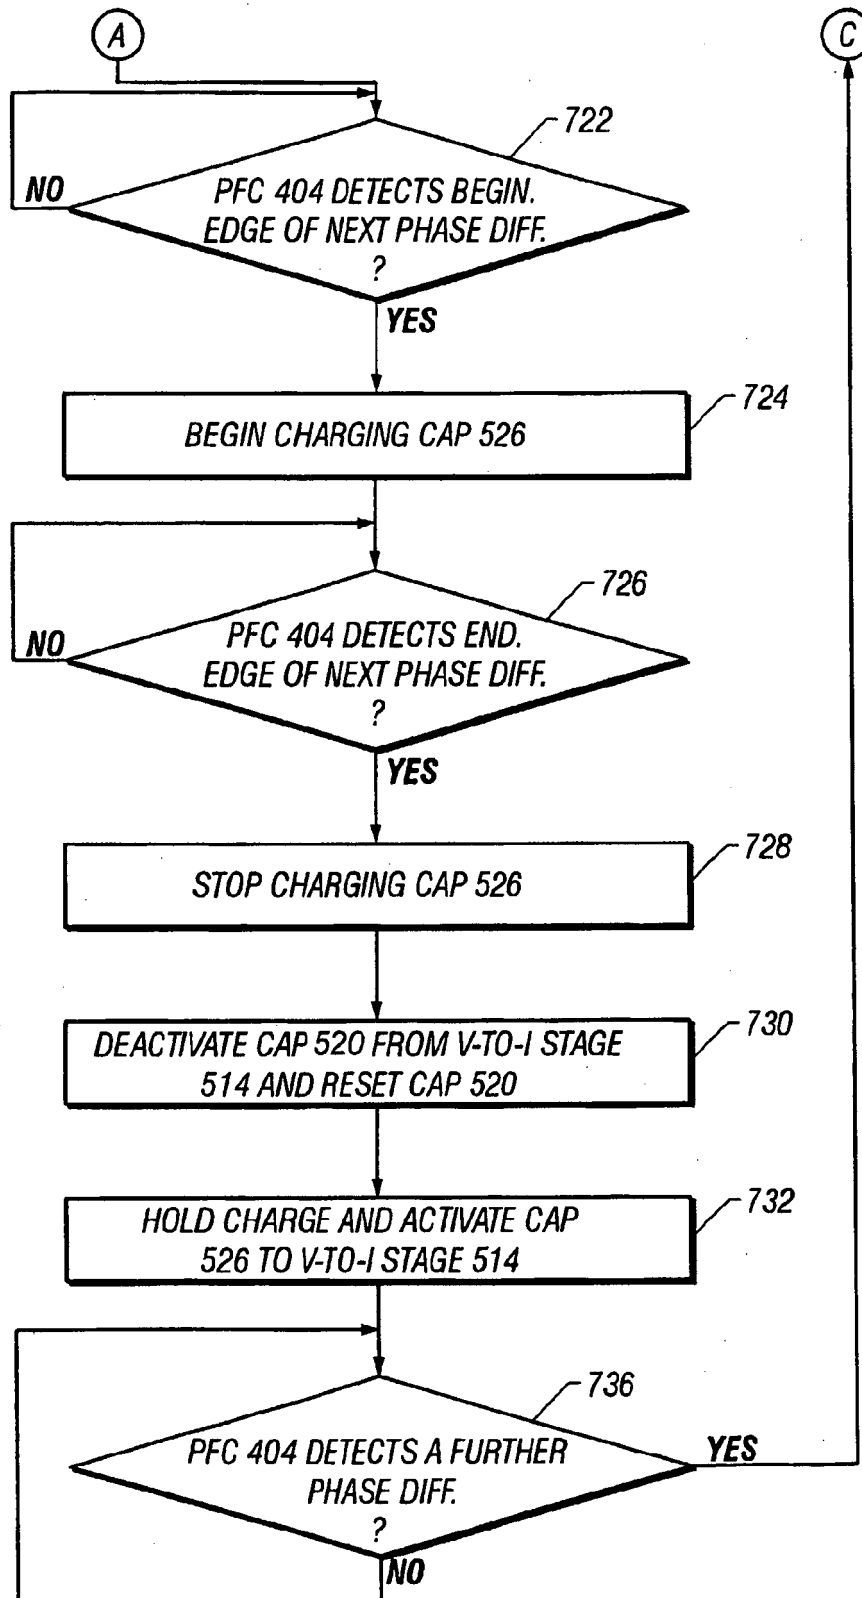 A
C
722
PFC 404 DETECTS BEGIN.
EDGE OF NEXT PHASE DIFF.
?
NO
YES
724
BEGIN CHARGING CAP 526
726
PFC 404 DETECTS END.
EDGE OF NEXT PHASE DIFF.
?
NO
YES
728
STOP CHARGING CAP 526
730
DEACTIVATE CAP 520 FROM V-TO-I STAGE
514 AND RESET CAP 520
732
HOLD CHARGE AND ACTIVATE CAP
526 TO V-TO-I STAGE 514
736
PFC 404 DETECTS A FURTHER
PHASE DIFF.
?
YES
NO